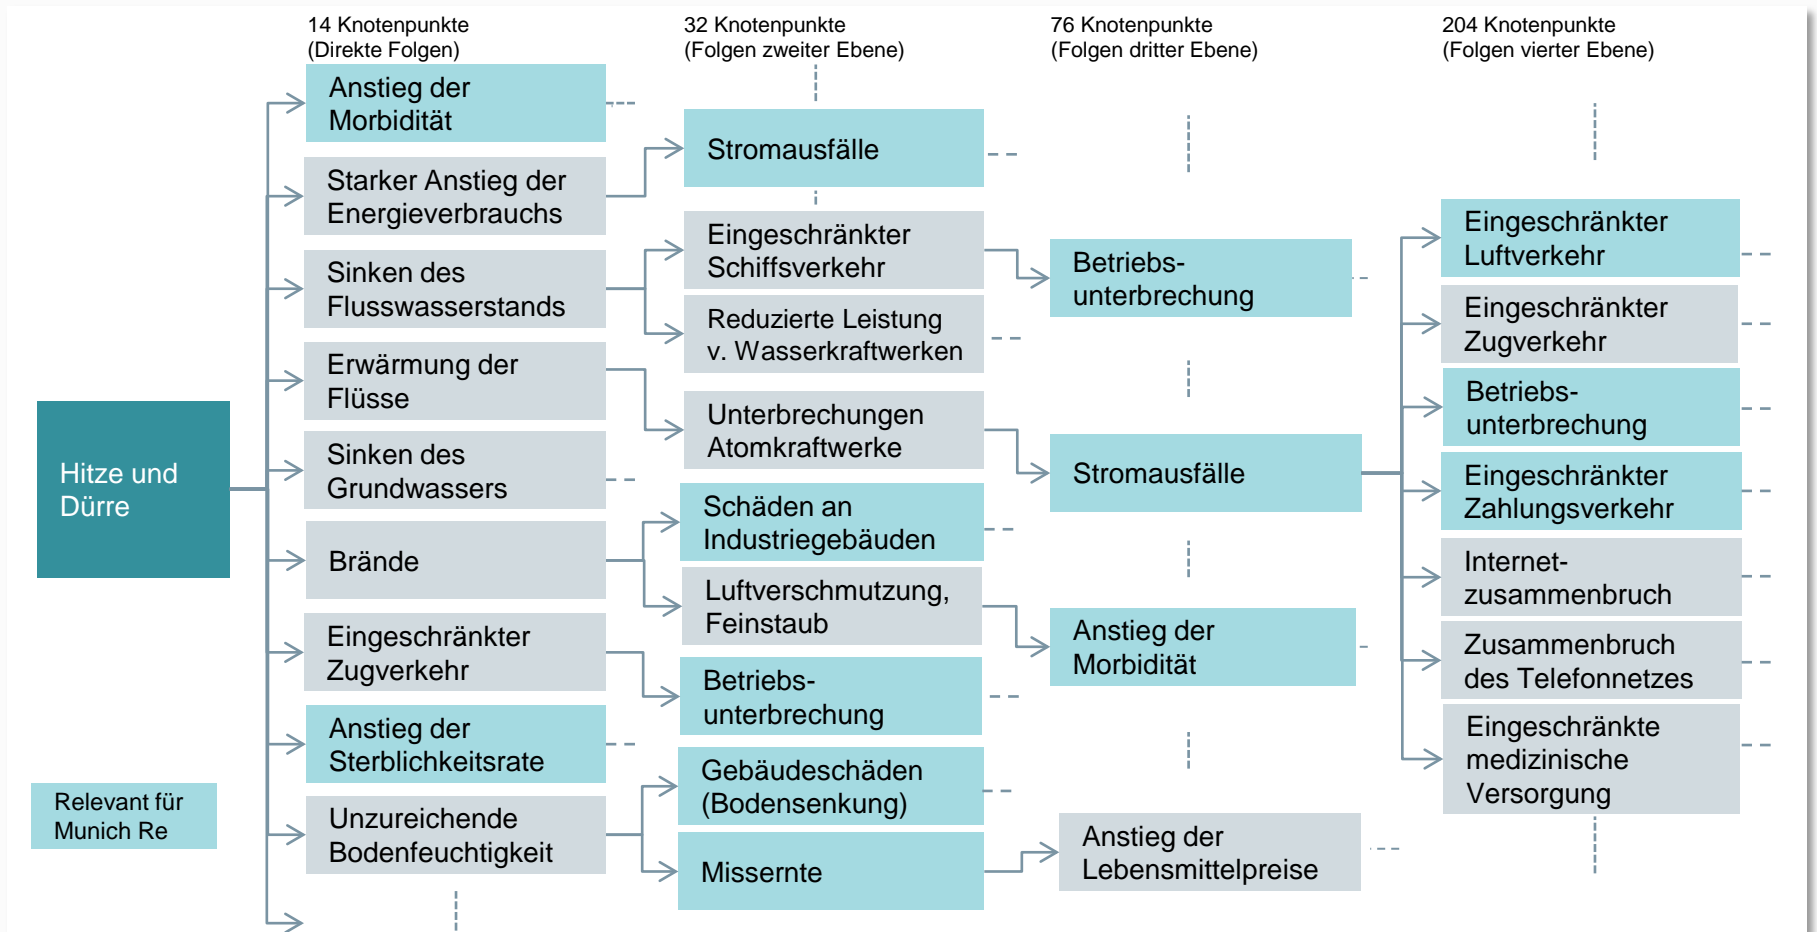 14 Knotenpunkte
(Direkte Folgen)
32 Knotenpunkte
(Folgen zweiter Ebene)
76 Knotenpunkte
(Folgen dritter Ebene)
204 Knotenpunkte
(Folgen vierter Ebene)
Hitze und
Dürre
Relevant für
Munich Re
Anstieg der
Morbidität
Starker Anstieg der
Energieverbrauchs
Sinken des
Flusswasserstands
Erwärmung der
Flüsse
Sinken des
Grundwassers
Brände
Eingeschränkter
Zugverkehr
Anstieg der
Sterblichkeitsrate
Unzureichende
Bodenfeuchtigkeit
Stromausfälle
Eingeschränkter
Schiffsverkehr
Reduzierte Leistung
v. Wasserkraftwerken
Unterbrechungen
Atomkraftwerke
Schäden an
Industriegebäuden
Luftverschmutzung,
Feinstaub
Betriebs-
unterbrechung
Gebäudeschäden
(Bodensenkung)
Missernte
Betriebs-
unterbrechung
Stromausfälle
Anstieg der
Morbidität
Anstieg der
Lebensmittelpreise
Eingeschränkter
Luftverkehr
Eingeschränkter
Zugverkehr
Betriebs-
unterbrechung
Eingeschränkter
Zahlungsverkehr
Internet-
zusammenbruch
Zusammenbruch
des Telefonnetzes
Eingeschränkte
medizinische
Versorgung